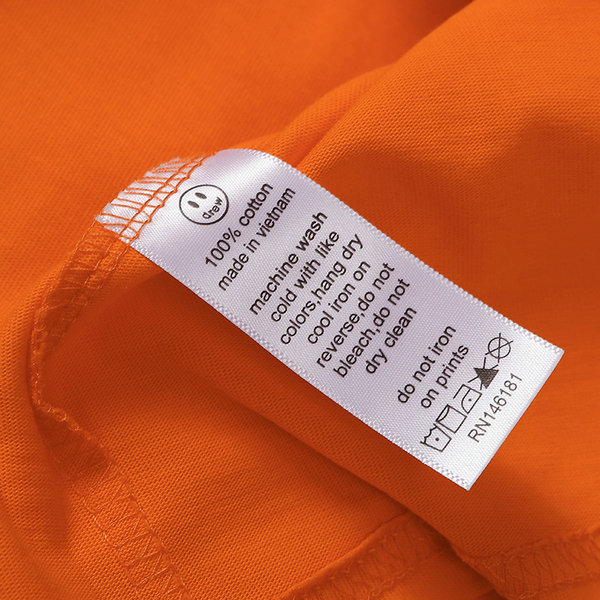 drew
100% cotton
made in vietnam
machine wash
cold with like
colors,hang dry
cool iron on
reverse,do not
bleach,do not
dry clean
do not iron
on prints
RN146181